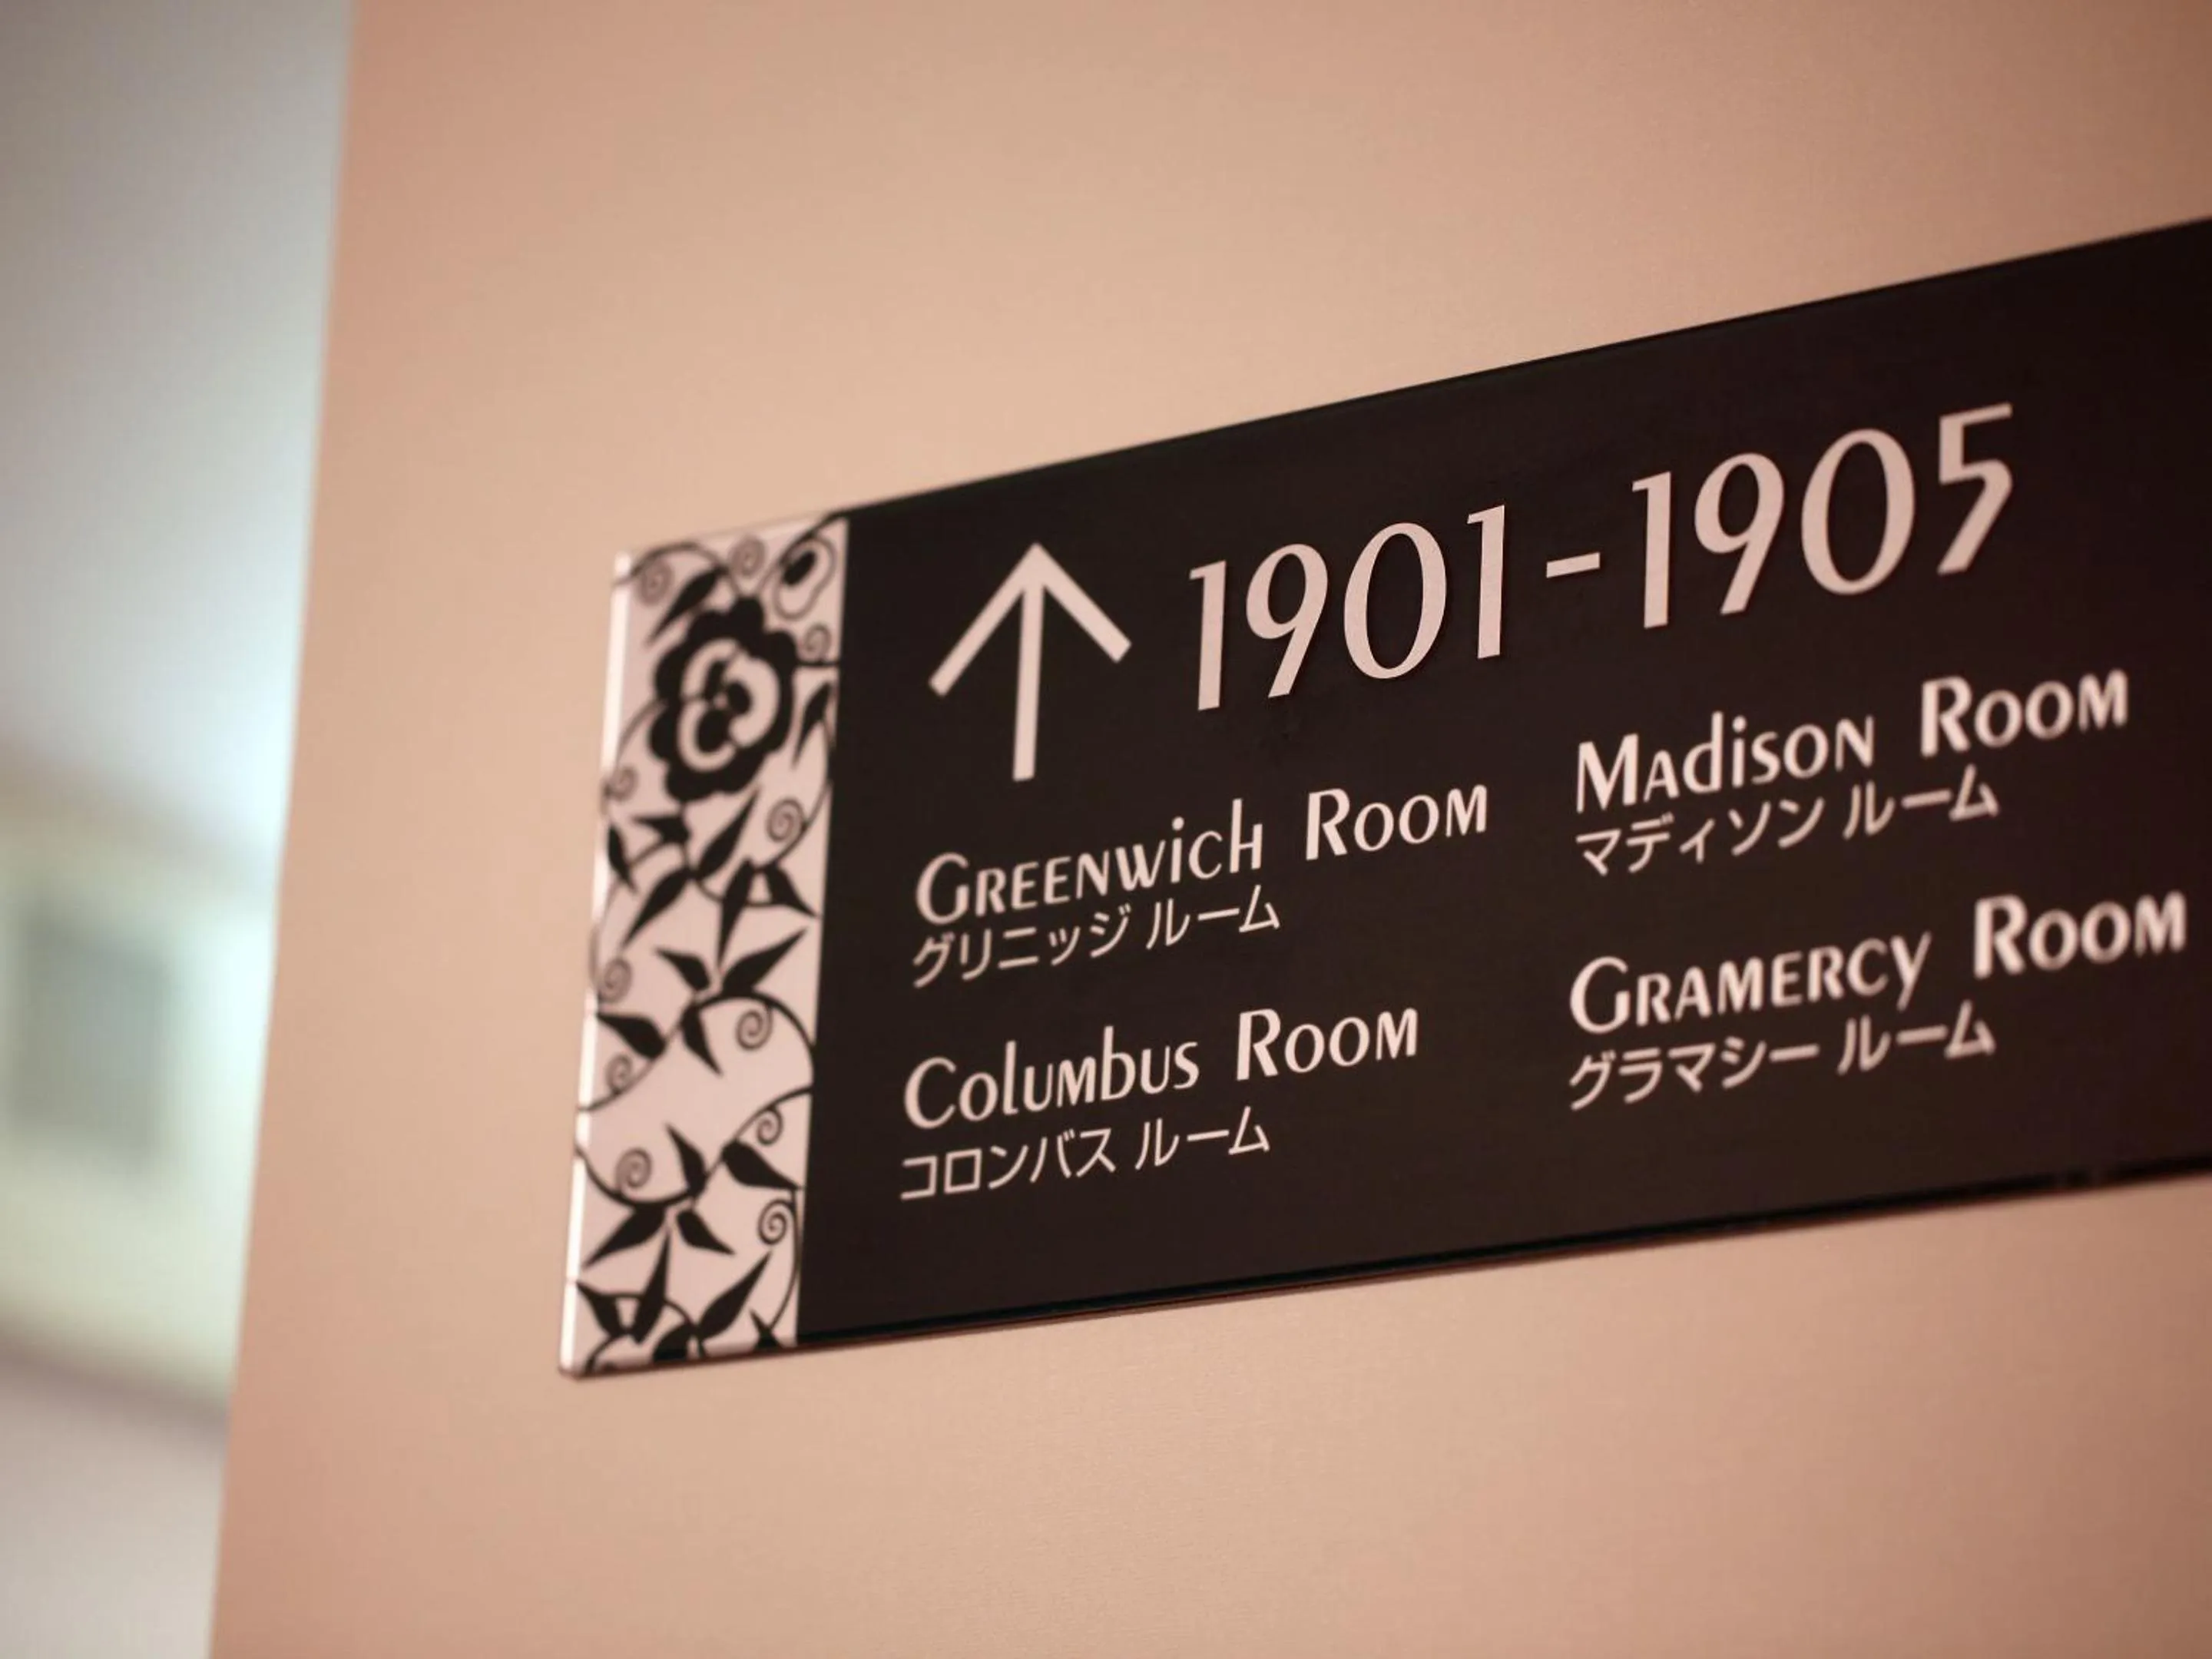 ↑ 1901-1905
Greenwich Room
グリニッジ ルーム
Columbus Room
コロンバス ルーム
Madison Room
マディソン ルーム
Gramercy Room
グラマシー ルーム